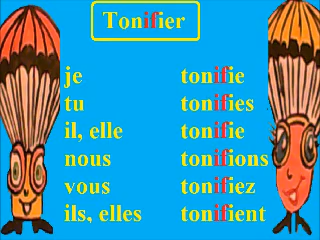 Tonifier
je tonifie
tu tonifies
il, elle tonifie
nous tonifions
vous tonifiez
ils, elles tonifient